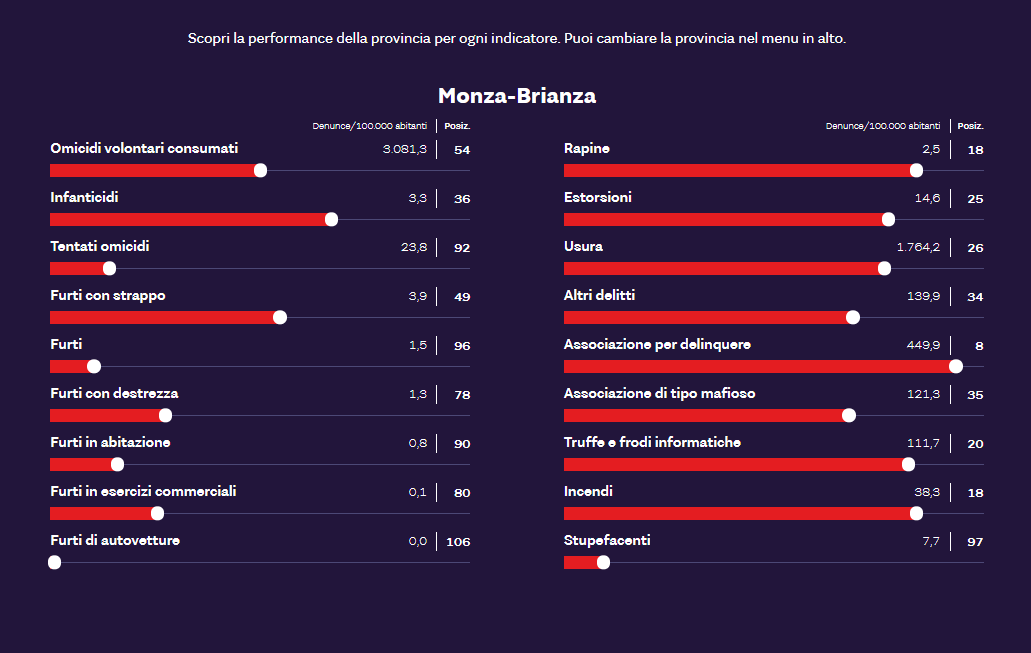 Scopri la performance della provincia per ogni indicatore. Puoi cambiare la provincia nel menu in alto.
Monza-Brianza
Denunce/100.000 abitanti Posiz.
Omicidi volontari consumati 3.081,3 54
Infanticidi 3,3 36
Tentati omicidi 23,8 92
Furti con strappo 3,9 49
Furti 1,5 96
Furti con destrezza 1,3 78
Furti in abitazione 0,8 90
Furti in esercizi commerciali 0,1 80
Furti di autovetture 0,0 106
Denunce/100.000 abitanti Posiz.
Rapine 2,5 18
Estorsioni 14,6 25
Usura 1.764,2 26
Altri delitti 139,9 34
Associazione per delinquere 449,9 8
Associazione di tipo mafioso 121,3 35
Truffe e frodi informatiche 111,7 20
Incendi 38,3 18
Stupefacenti 7,7 97